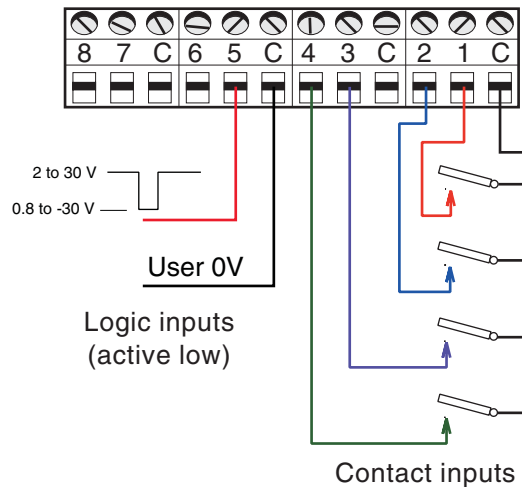 8 7 C 6 5 C 4 3 C 2 1 C
2 to 30 V
0.8 to -30 V
User 0V
Logic inputs
(active low)
Contact inputs